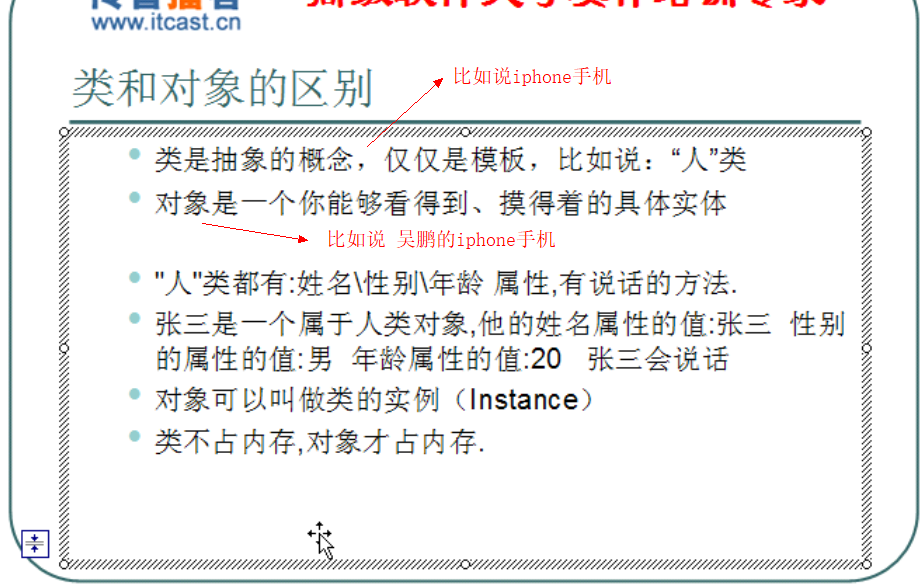 www.itcast.cn
类和对象的区别
比如说iphone手机
类是抽象的概念，仅仅是模板，比如说：“人”类
对象是一个你能够看得到、摸得着的具体实体
比如说 吴鹏的iphone手机
"人"类都有:姓名\性别\年龄 属性,有说话的方法.
张三是一个属于人类对象,他的姓名属性的值:张三 性别
的属性的值:男 年龄属性的值:20 张三会说话
对象可以叫做类的实例（Instance）
类不占内存,对象才占内存.